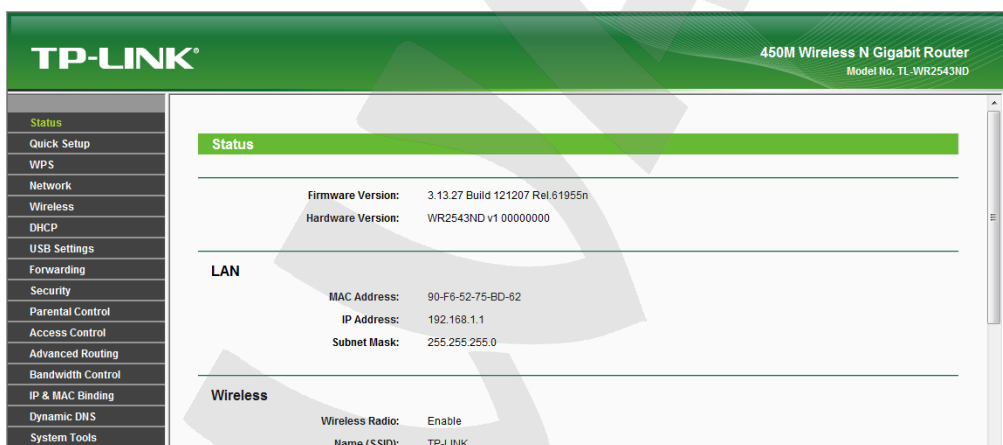 TP-LINK®
450M Wireless N Gigabit Router
Model No. TL-WR2543ND
Status
Quick Setup
WPS
Network
Wireless
DHCP
USB Settings
Forwarding
Security
Parental Control
Access Control
Advanced Routing
Bandwidth Control
IP & MAC Binding
Dynamic DNS
System Tools
Status
Firmware Version: 3.13.27 Build 121207 Rel.61955n
Hardware Version: WR2543ND v1 00000000
LAN
MAC Address: 90-F6-52-75-BD-62
IP Address: 192.168.1.1
Subnet Mask: 255.255.255.0
Wireless
Wireless Radio: Enable
Name (SSID): TP-LINK